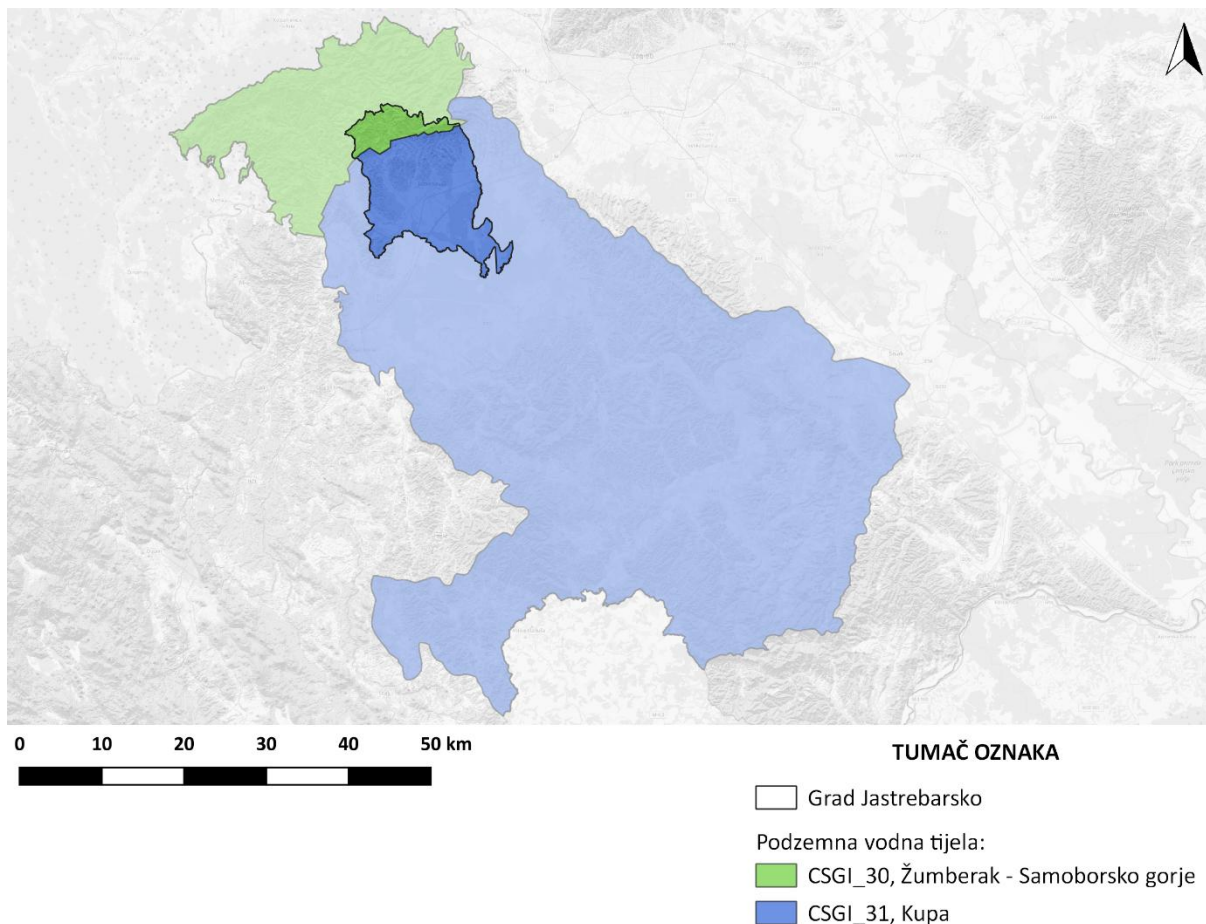 0 10 20 30 40 50 km
TUMAČ OZNAKA
Grad Jastrebarsko
Podzemna vodna tijela:
CSGI_30, Žumberak - Samoborsko gorje
CSGI_31, Kupa